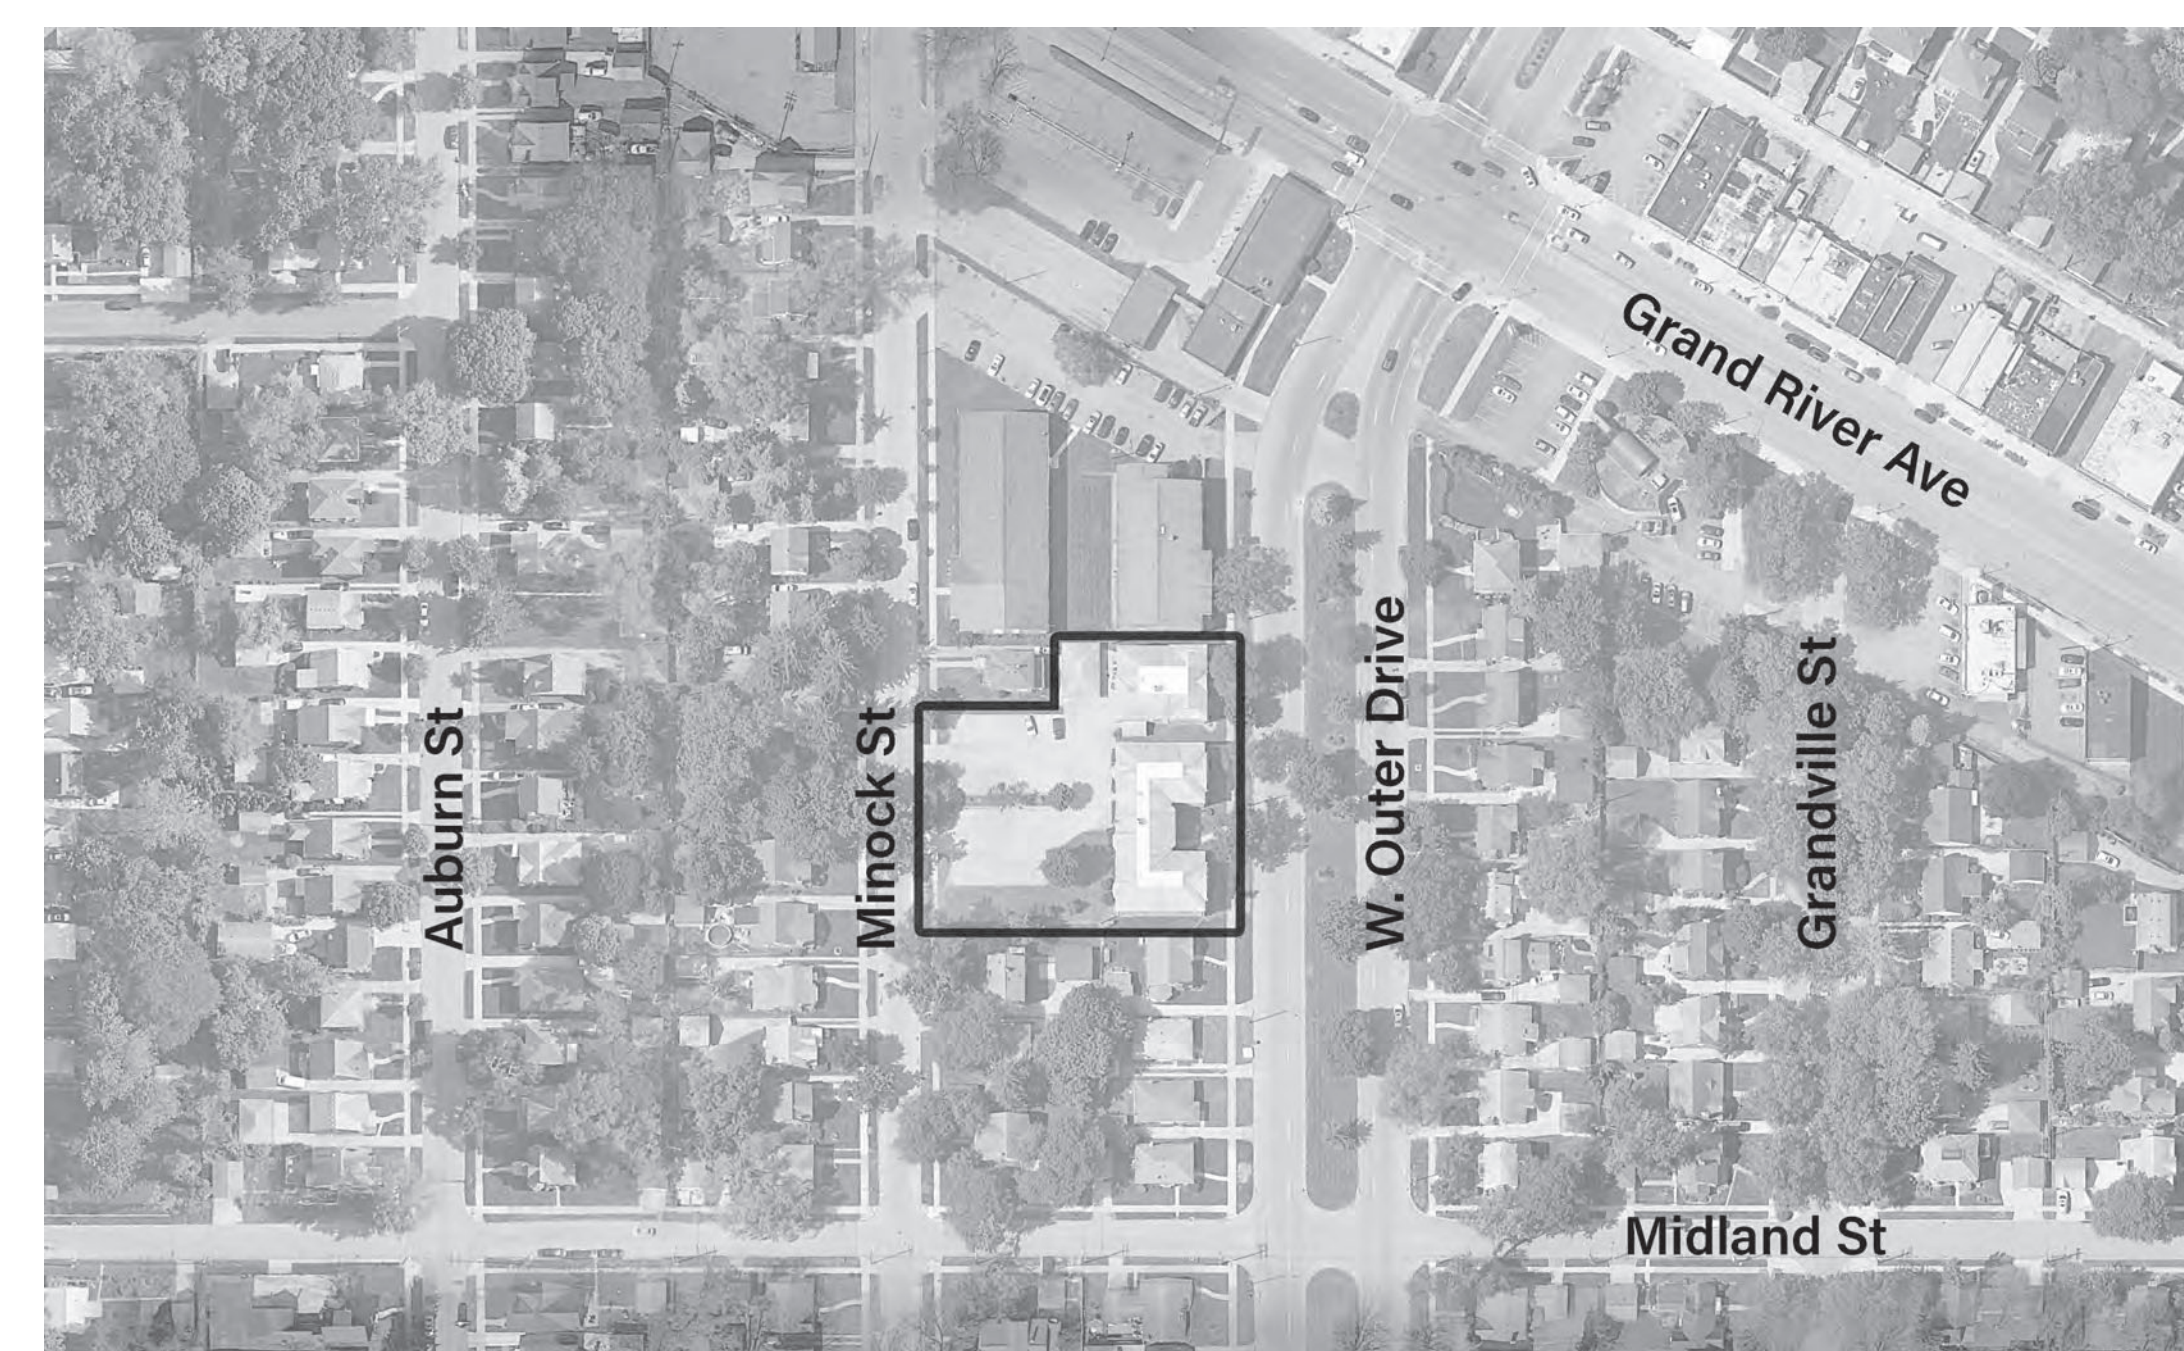 Grand River Ave
Auburn St
Minock St
W. Outer Drive
Grandville St
Midland St